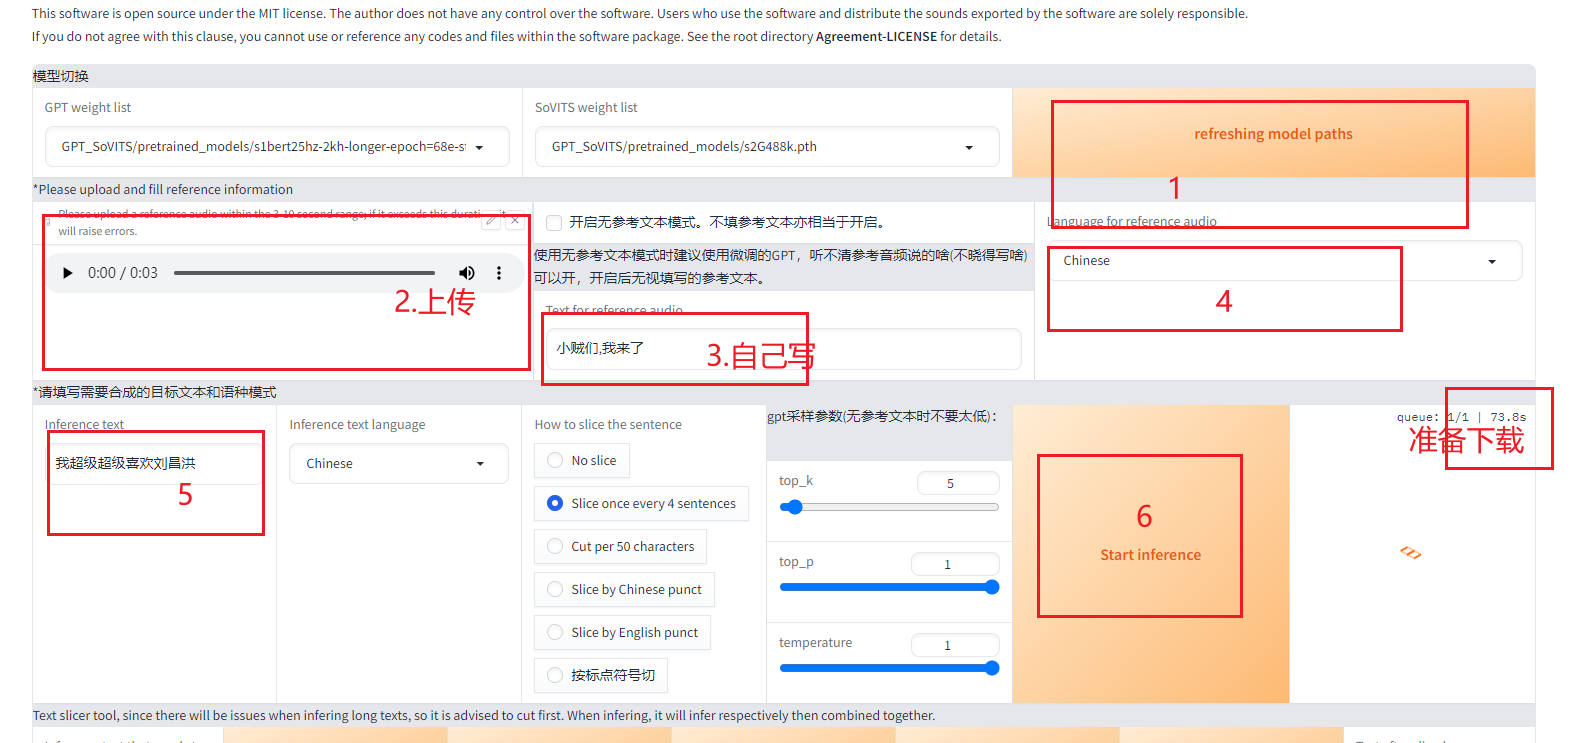 This software is open source under the MIT license. The author does not have any control over the software. Users who use the software and distribute the sounds exported by the software are solely responsible.
If you do not agree with this clause, you cannot use or reference any codes and files within the software package. See the root directory Agreement-LICENSE for details.
模型切换
GPT weight list
SoVITS weight list
refreshing model paths
GPT_SoVITS/pretrained_models/s1bert25hz-2kh-longer-epoch=68e-s
GPT_SoVITS/pretrained_models/s2G488k.pth
1
*Please upload and fill reference information
Please upload a reference audio within the 3-10 second range; if it exceeds this durati
will raise errors.
0:00 / 0:03
2.上传
开启无参考文本模式。不填参考文本亦相当于开启。
使用无参考文本模式时建议使用微调的GPT，听不清参考音频说的啥(不晓得写啥)
可以开，开启后无视填写的参考文本。
Text for reference audio
小贼们,我来了
3.自己写
Language for reference audio
Chinese
4
*请填写需要合成的目标文本和语种模式
Inference text
我超级超级喜欢刘昌洪
5
Inference text language
Chinese
How to slice the sentence
No slice
Slice once every 4 sentences
Cut per 50 characters
Slice by Chinese punct
Slice by English punct
按标点符号切
gpt采样参数(无参考文本时不要太低)：
top_k
5
top_p
1
temperature
1
6
Start inference
queue: 1/1 | 73.8s
准备下载
Text slicer tool, since there will be issues when infering long texts, so it is advised to cut first. When infering, it will infer respectively then combined together.